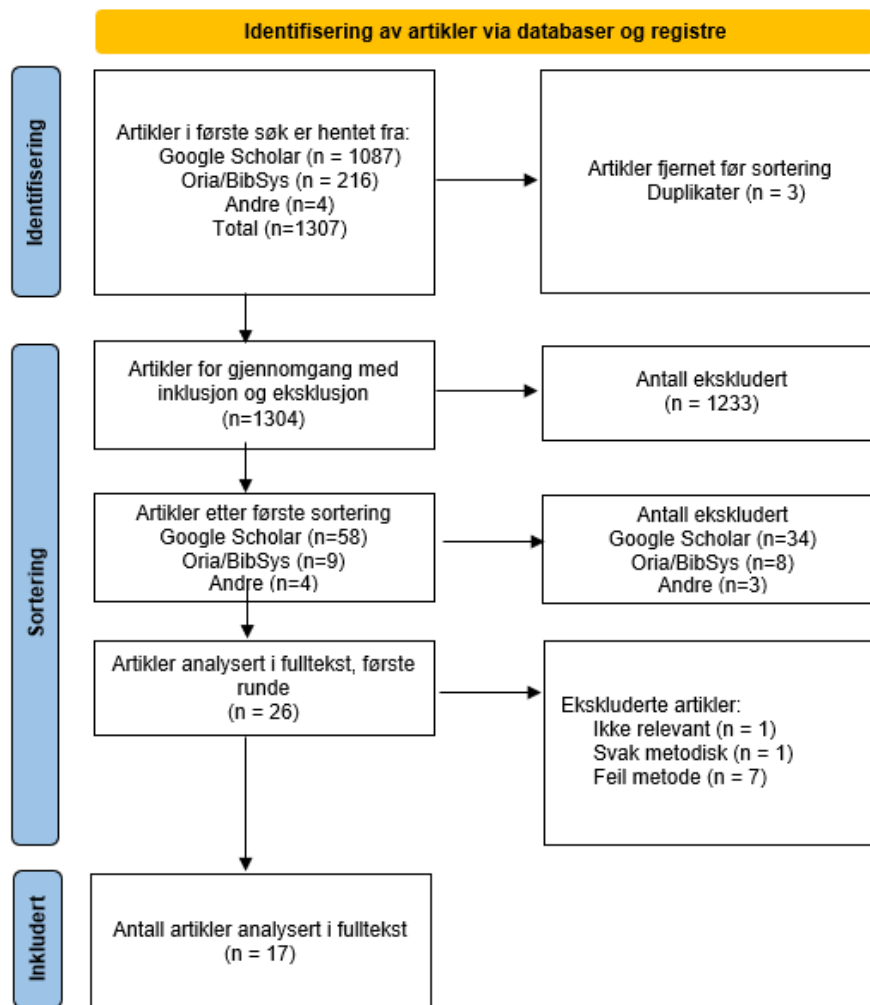 Identifisering av artikler via databaser og registre
Identifisering
Artikler i første søk er hentet fra:
Google Scholar (n = 1087)
Oria/BibSys (n = 216)
Andre (n=4)
Total (n=1307)
Artikler fjernet før sortering
Duplikater (n = 3)
Sortering
Artikler for gjennomgang med
inklusjon og eksklusjon
(n=1304)
Antall ekskludert
(n = 1233)
Artikler etter første sortering
Google Scholar (n=58)
Oria/BibSys (n=9)
Andre (n=4)
Antall ekskludert
Google Scholar (n=34)
Oria/BibSys (n=8)
Andre (n=3)
Artikler analysert i fulltekst, første
runde
(n = 26)
Ekskluderte artikler:
Ikke relevant (n = 1)
Svak metodisk (n = 1)
Feil metode (n = 7)
Inkludert
Antall artikler analysert i fulltekst
(n = 17)